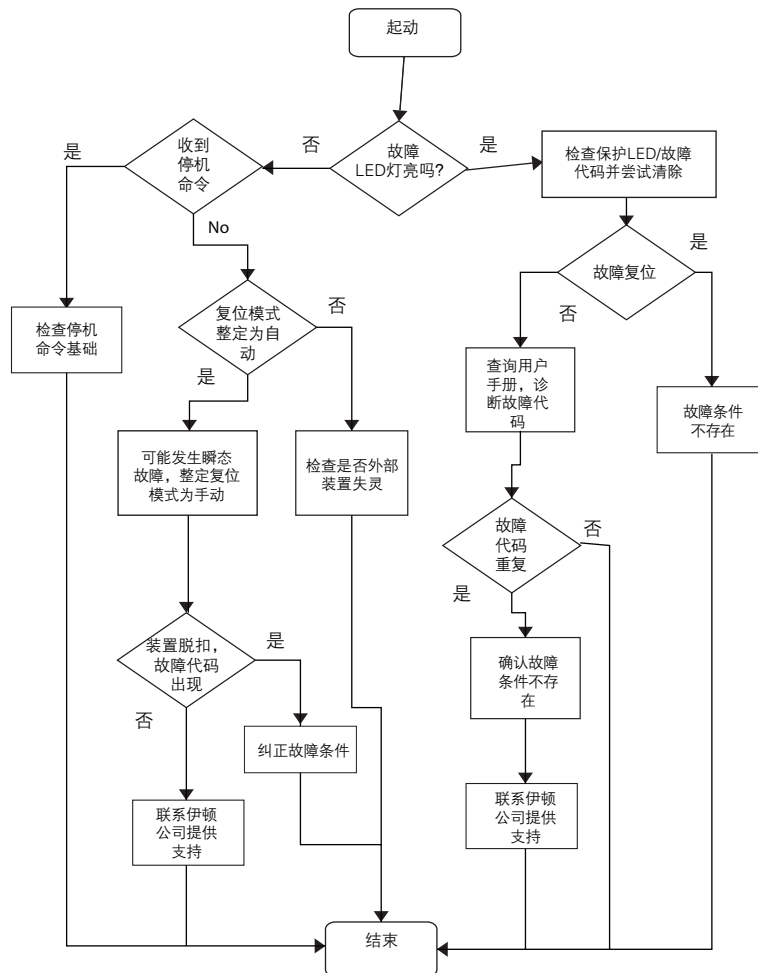 起动
故障
LED灯亮吗?
否
是
收到
停机
命令
是
No
检查保护LED/故障
代码并尝试清除
故障复位
是
否
检查停机
命令基础
复位模式
整定为自
动
否
是
查询用户
手册，诊
断故障代
码
故障条件
不存在
可能发生瞬态
故障，整定复位
模式为手动
检查是否外部
装置失灵
故障
代码
重复
否
是
装置脱扣，
故障代码
出现
是
否
确认故障
条件不存
在
纠正故障条件
联系伊顿
公司提供
支持
联系伊顿
公司提供
支持
结束